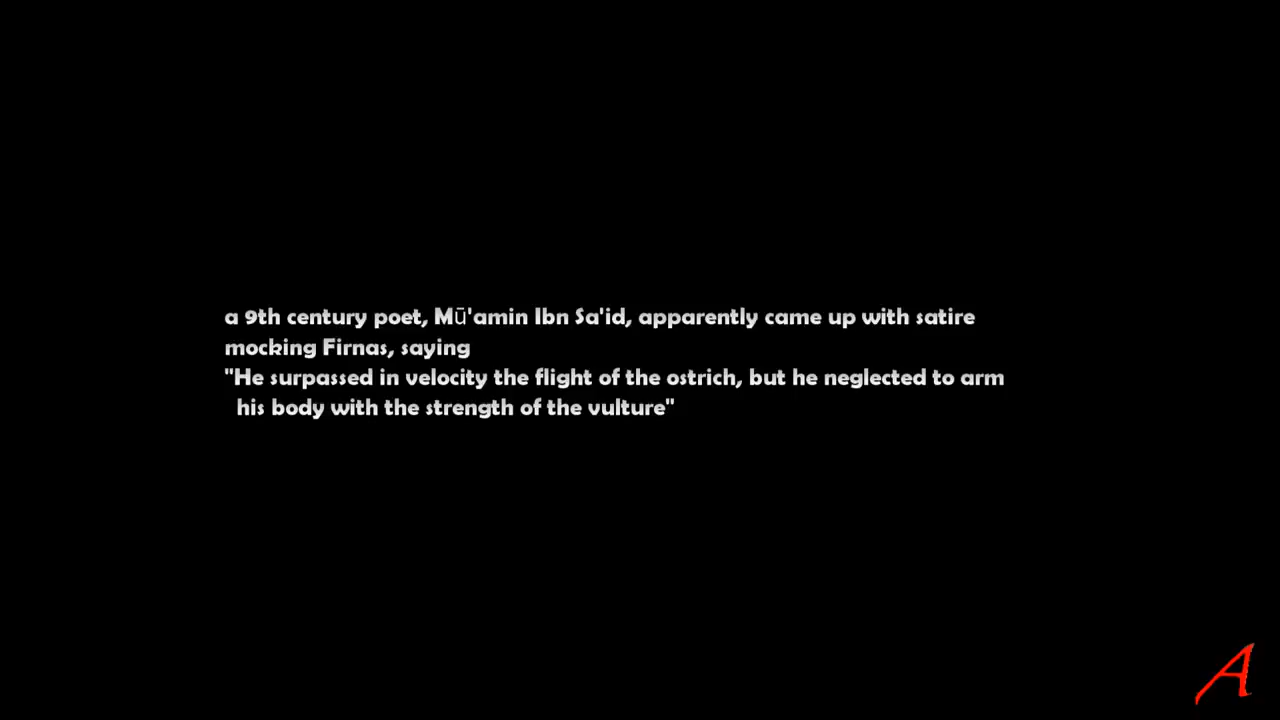 a 9th century poet, Mū'amin Ibn Sa'id, apparently came up with satire
mocking Firnas, saying
"He surpassed in velocity the flight of the ostrich, but he neglected to arm
his body with the strength of the vulture"
A